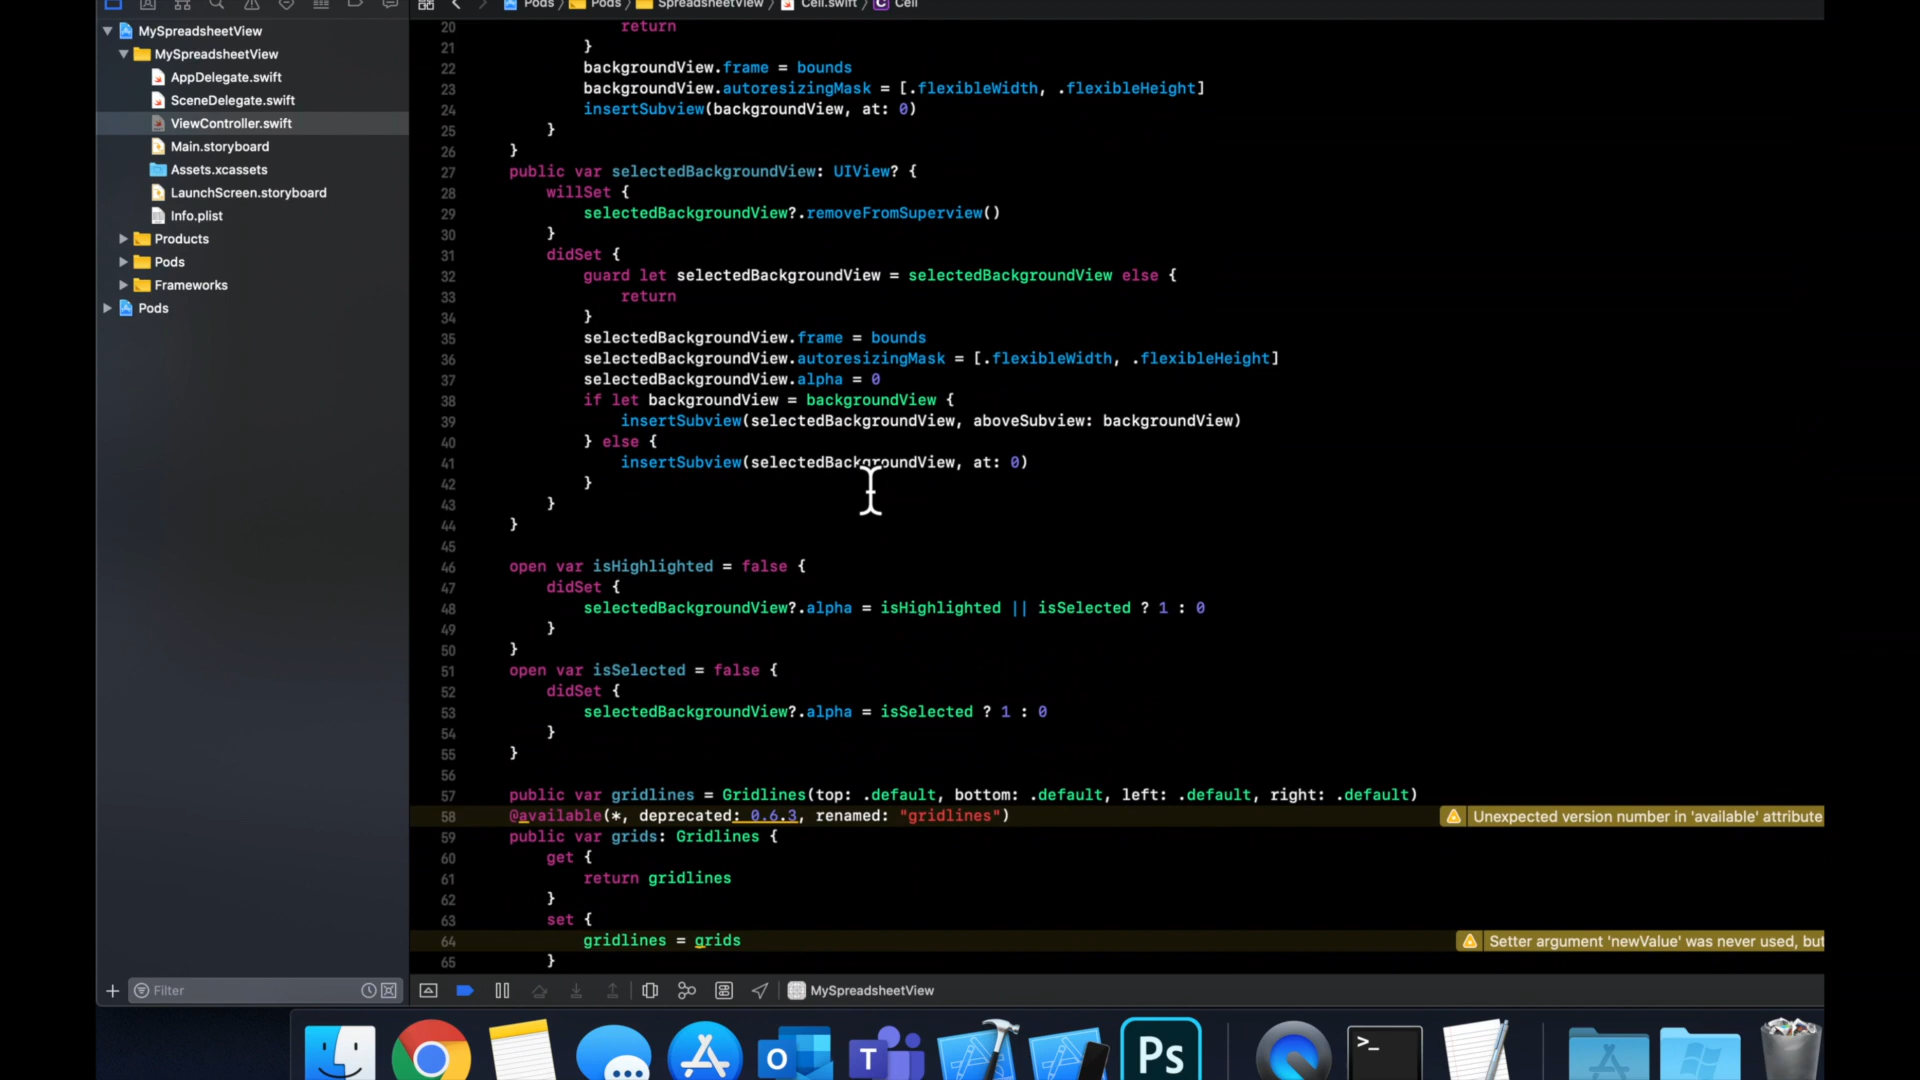 Pods
Pods
SpreadsheetView
Cell.swift
C
Cell
MySpreadsheetView
MySpreadsheetView
AppDelegate.swift
SceneDelegate.swift
ViewController.swift
Main.storyboard
Assets.xcassets
LaunchScreen.storyboard
Info.plist
Products
Pods
Frameworks
Pods
20 return
21 }
22 backgroundView.frame = bounds
23 backgroundView.autoresizingMask = [.flexibleWidth, .flexibleHeight]
24 insertSubview(backgroundView, at: 0)
25 }
26 }
27 public var selectedBackgroundView: UIView? {
28 willSet {
29 selectedBackgroundView?.removeFromSuperview()
30 }
31 didSet {
32 guard let selectedBackgroundView = selectedBackgroundView else {
33 return
34 }
35 selectedBackgroundView.frame = bounds
36 selectedBackgroundView.autoresizingMask = [.flexibleWidth, .flexibleHeight]
37 selectedBackgroundView.alpha = 0
38 if let backgroundView = backgroundView {
39 insertSubview(selectedBackgroundView, aboveSubview: backgroundView)
40 } else {
41 insertSubview(selectedBackgroundView, at: 0)
42 }
43 }
44 }
45
46 open var isHighlighted = false {
47 didSet {
48 selectedBackgroundView?.alpha = isHighlighted || isSelected ? 1 : 0
49 }
50 }
51 open var isSelected = false {
52 didSet {
53 selectedBackgroundView?.alpha = isSelected ? 1 : 0
54 }
55 }
56
57 public var gridlines = Gridlines(top: .default, bottom: .default, left: .default, right: .default)
58 @available(*, deprecated: 0.6.3, renamed: "gridlines") Unexpected version number in 'available' attribute
59 public var grids: Gridlines {
60 get {
61 return gridlines
62 }
63 set {
64 gridlines = grids Setter argument 'newValue' was never used, but
65 }
Filter
MySpreadsheetView
O
T
Ps
>_